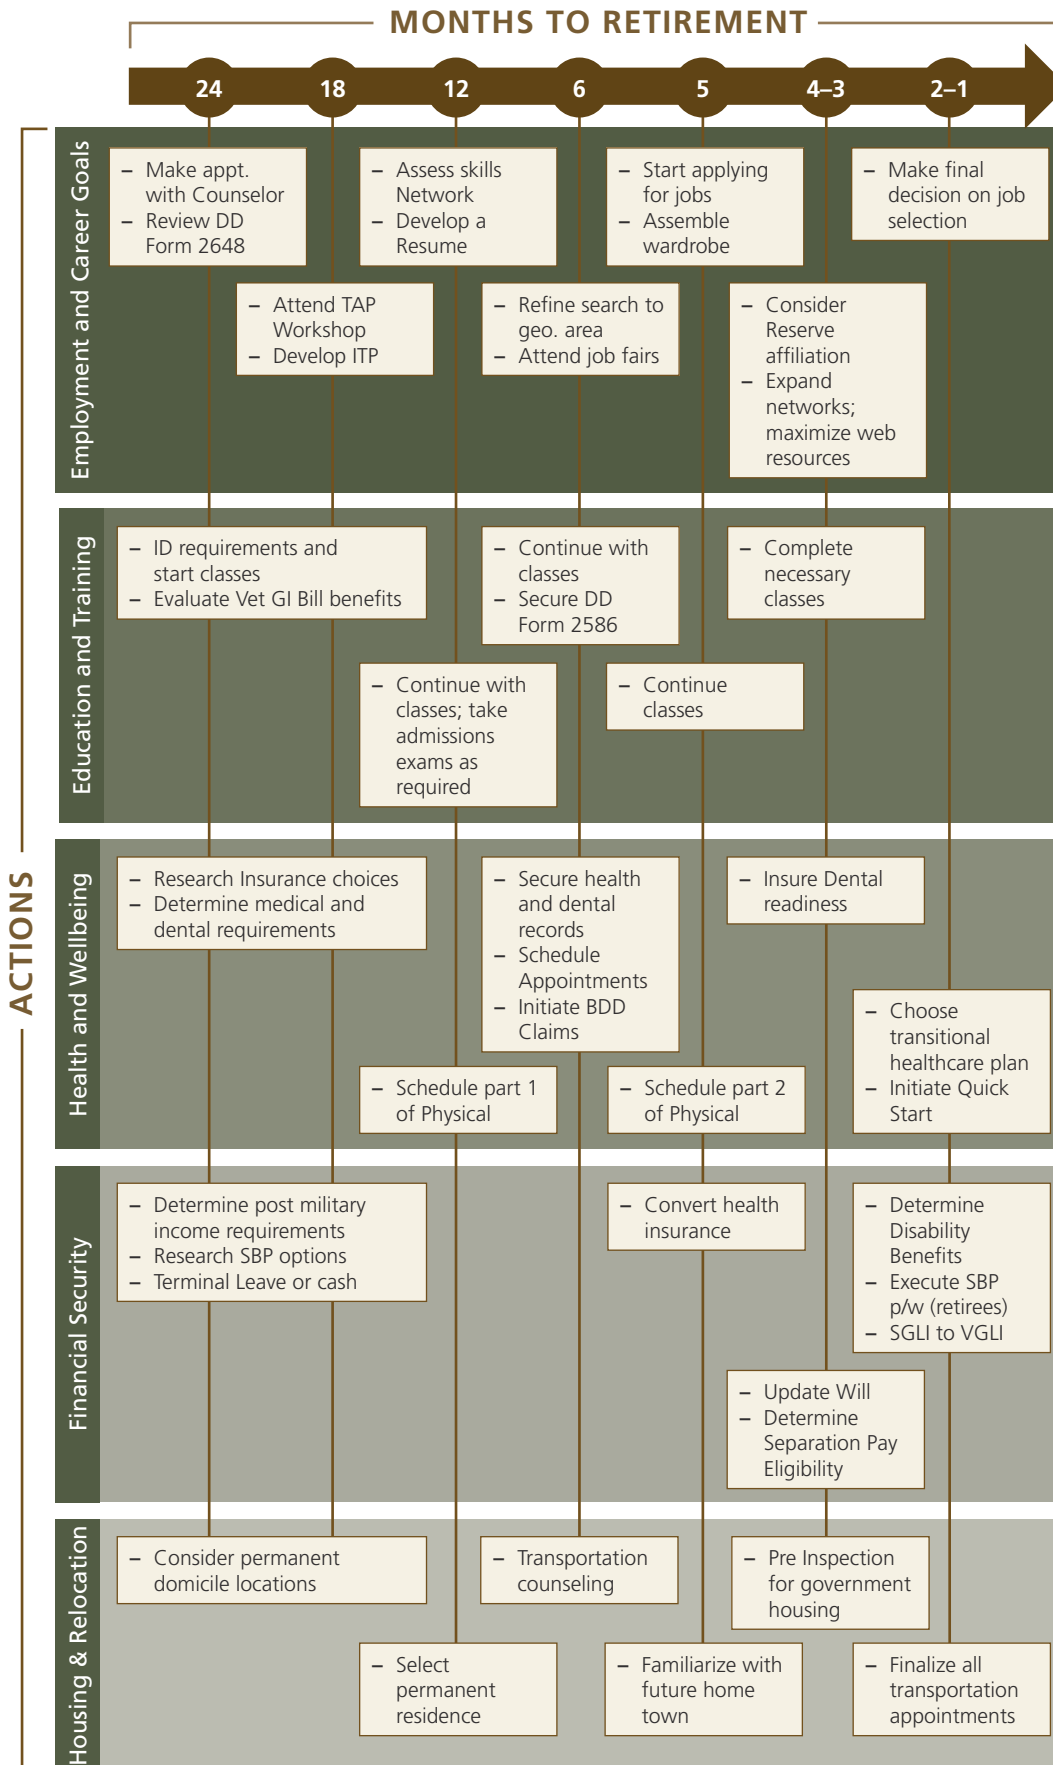 MONTHS TO RETIREMENT
24 18 12 6 5 4–3 2–1
ACTIONS
Employment and Career Goals
– Make appt.
with Counselor
– Review DD
Form 2648
– Attend TAP
Workshop
– Develop ITP
– Assess skills
Network
– Develop a
Resume
– Refine search to
geo. area
– Attend job fairs
– Start applying
for jobs
– Assemble
wardrobe
– Consider
Reserve
affiliation
– Expand
networks;
maximize web
resources
– Make final
decision on job
selection
Education and Training
– ID requirements and
start classes
– Evaluate Vet GI Bill benefits
– Continue with
classes; take
admissions
exams as
required
– Continue with
classes
– Secure DD
Form 2586
– Continue
classes
– Complete
necessary
classes
Health and Wellbeing
– Research Insurance choices
– Determine medical and
dental requirements
– Schedule part 1
of Physical
– Secure health
and dental
records
– Schedule
Appointments
– Initiate BDD
Claims
– Schedule part 2
of Physical
– Insure Dental
readiness
– Choose
transitional
healthcare plan
– Initiate Quick
Start
Financial Security
– Determine post military
income requirements
– Research SBP options
– Terminal Leave or cash
– Convert health
insurance
– Update Will
– Determine
Separation Pay
Eligibility
– Determine
Disability
Benefits
– Execute SBP
p/w (retirees)
– SGLI to VGLI
Housing & Relocation
– Consider permanent
domicile locations
– Select
permanent
residence
– Transportation
counseling
– Familiarize with
future home
town
– Pre Inspection
for government
housing
– Finalize all
transportation
appointments